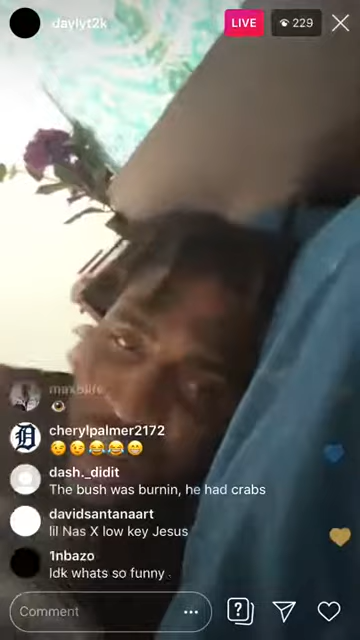 daylyt2k
LIVE
229
maxblife
cherylpalmer2172
😉😉😂😂😁
dash._didit
The bush was burnin, he had crabs
davidsantanaart
lil Nas X low key Jesus
1nbazo
Idk whats so funny
Comment